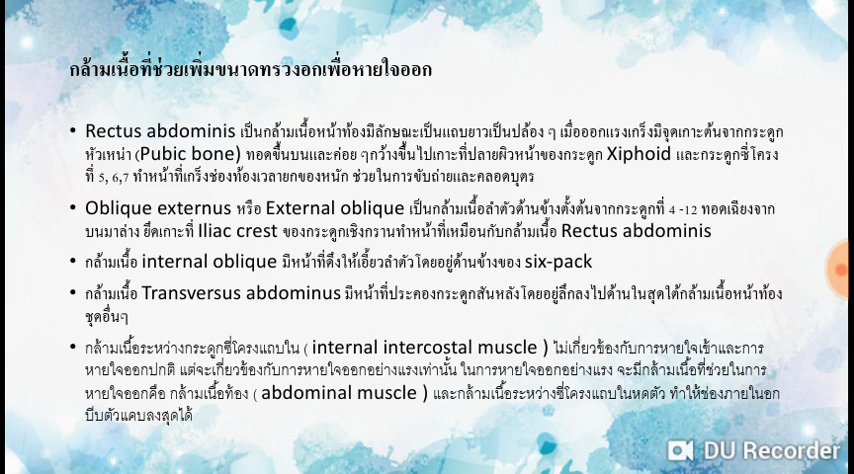 กล้ามเนื้อที่ช่วยเพิ่มขนาดทรวงอกเพื่อหายใจออก
• Rectus abdominis เป็นกล้ามเนื้อหน้าท้องมีลักษณะเป็นแถบยาวเป็นปล้อง ๆ เมื่อออกแรงเกร็งมีจุดเกาะต้นจากกระดูก
หัวเหน่า (Pubic bone) ทอดขึ้นบนและค่อย ๆกว้างขึ้นไปเกาะที่ปลายผิวหน้าของกระดูก Xiphoid และกระดูกซี่โครง
ที่ 5, 6,7 ทำหน้าที่เกร็งช่องท้องเวลายกของหนัก ช่วยในการขับถ่ายและคลอดบุตร
• Oblique externus หรือ External oblique เป็นกล้ามเนื้อลำตัวด้านข้างตั้งต้นจากกระดูกที่ 4 -12 ทอดเฉียงจาก
บนมาล่าง ยึดเกาะที่ Iliac crest ของกระดูกเชิงกรานทำหน้าที่เหมือนกับกล้ามเนื้อ Rectus abdominis
• กล้ามเนื้อ internal oblique มีหน้าที่ดึงให้เอี้ยวลำตัวโดยอยู่ด้านข้างของ six-pack
• กล้ามเนื้อ Transversus abdominus มีหน้าที่ประคองกระดูกสันหลังโดยอยู่ลึกลงไปด้านในสุดใต้กล้ามเนื้อหน้าท้อง
ชุดอื่นๆ
• กล้ามเนื้อระหว่างกระดูกซี่โครงแถบใน ( internal intercostal muscle ) ไม่เกี่ยวข้องกับการหายใจเข้าและการ
หายใจออกปกติ แต่จะเกี่ยวข้องกับการหายใจออกอย่างแรงเท่านั้น ในการหายใจออกอย่างแรง จะมีกล้ามเนื้อที่ช่วยในการ
หายใจออกคือ กล้ามเนื้อท้อง ( abdominal muscle ) และกล้ามเนื้อระหว่างซี่โครงแถบในหดตัว ทำให้ช่องภายในอก
บีบตัวแคบลงสุดได้
DU Recorder